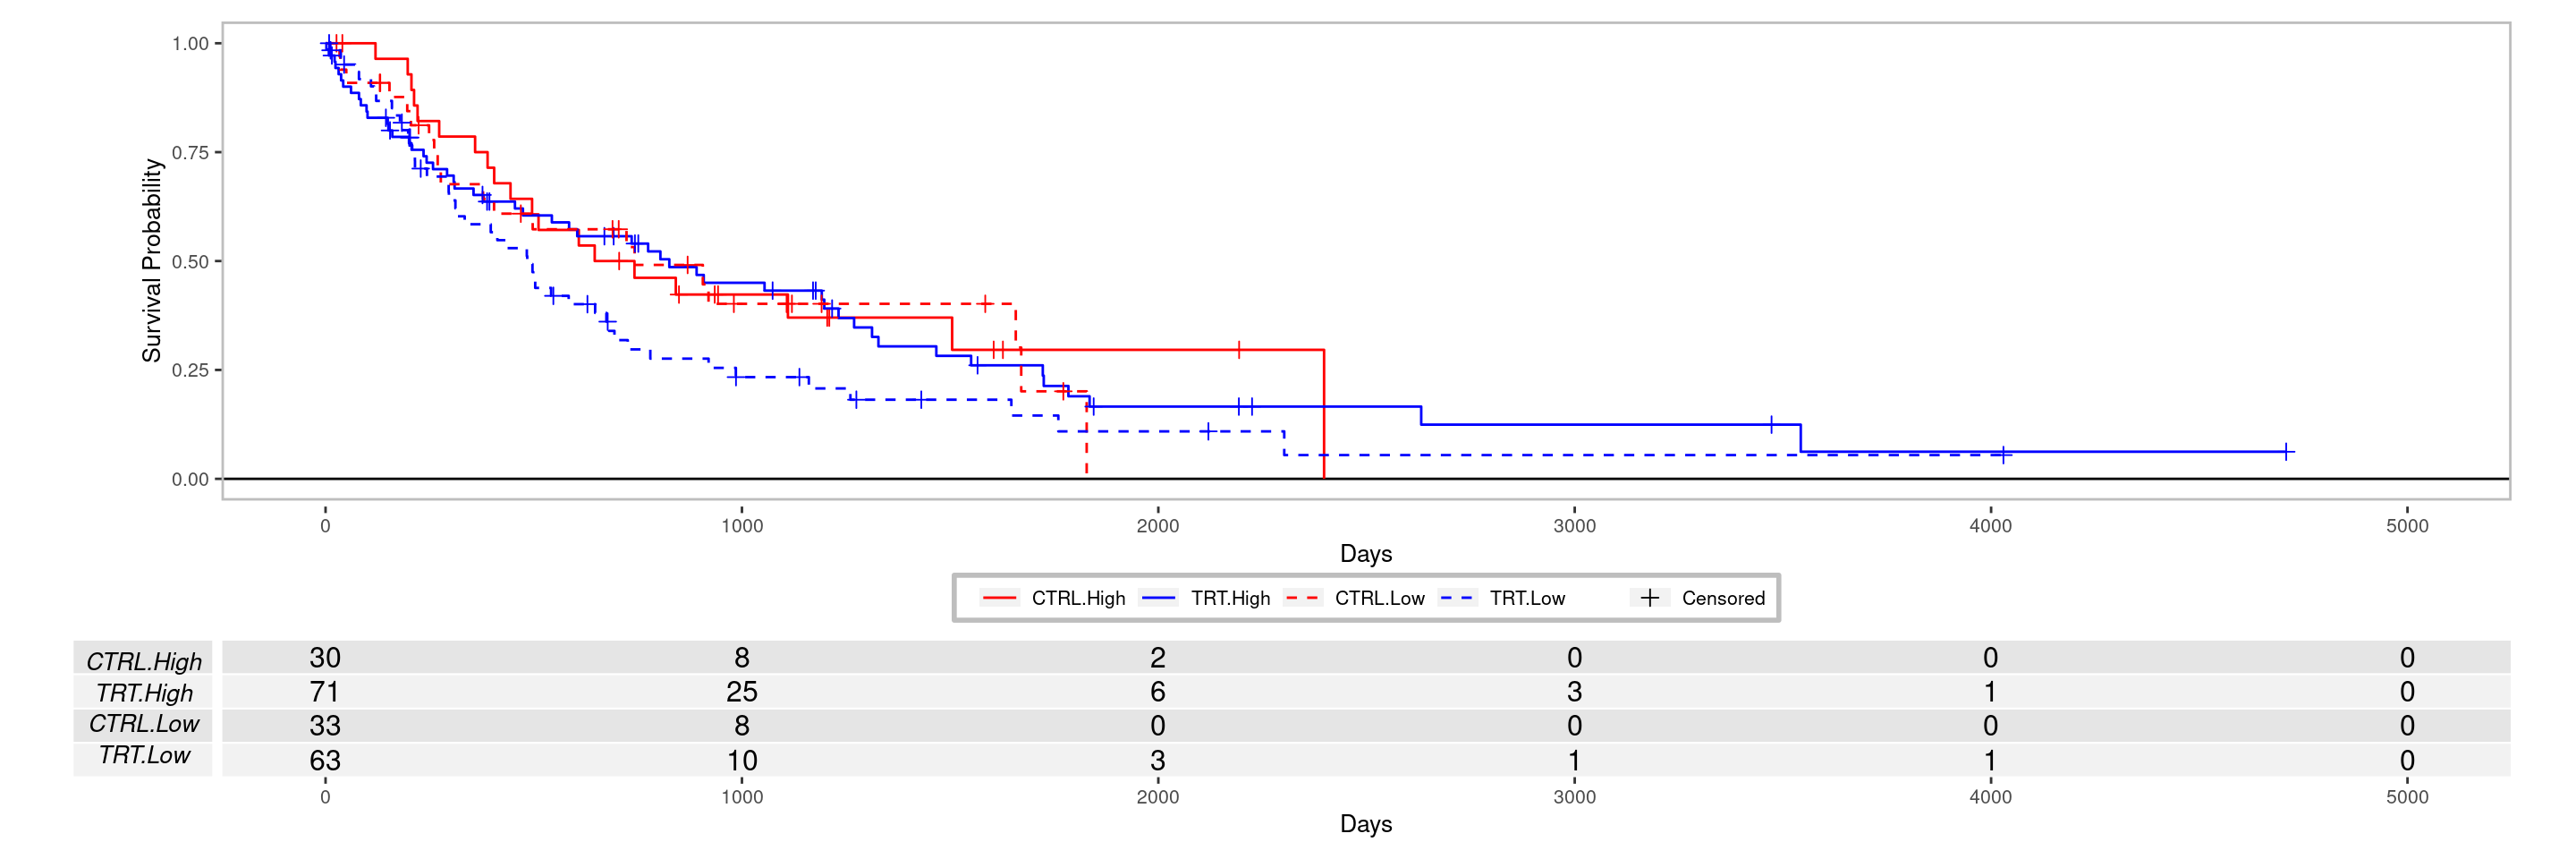 1.00
0.75
0.50
0.25
0.00
Survival Probability
0 1000 2000 3000 4000 5000
Days
CTRL.High TRT.High CTRL.Low TRT.Low Censored
CTRL.High 30 8 2 0 0 0
TRT.High 71 25 6 3 1 0
CTRL.Low 33 8 0 0 0 0
TRT.Low 63 10 3 1 1 0
0 1000 2000 3000 4000 5000
Days